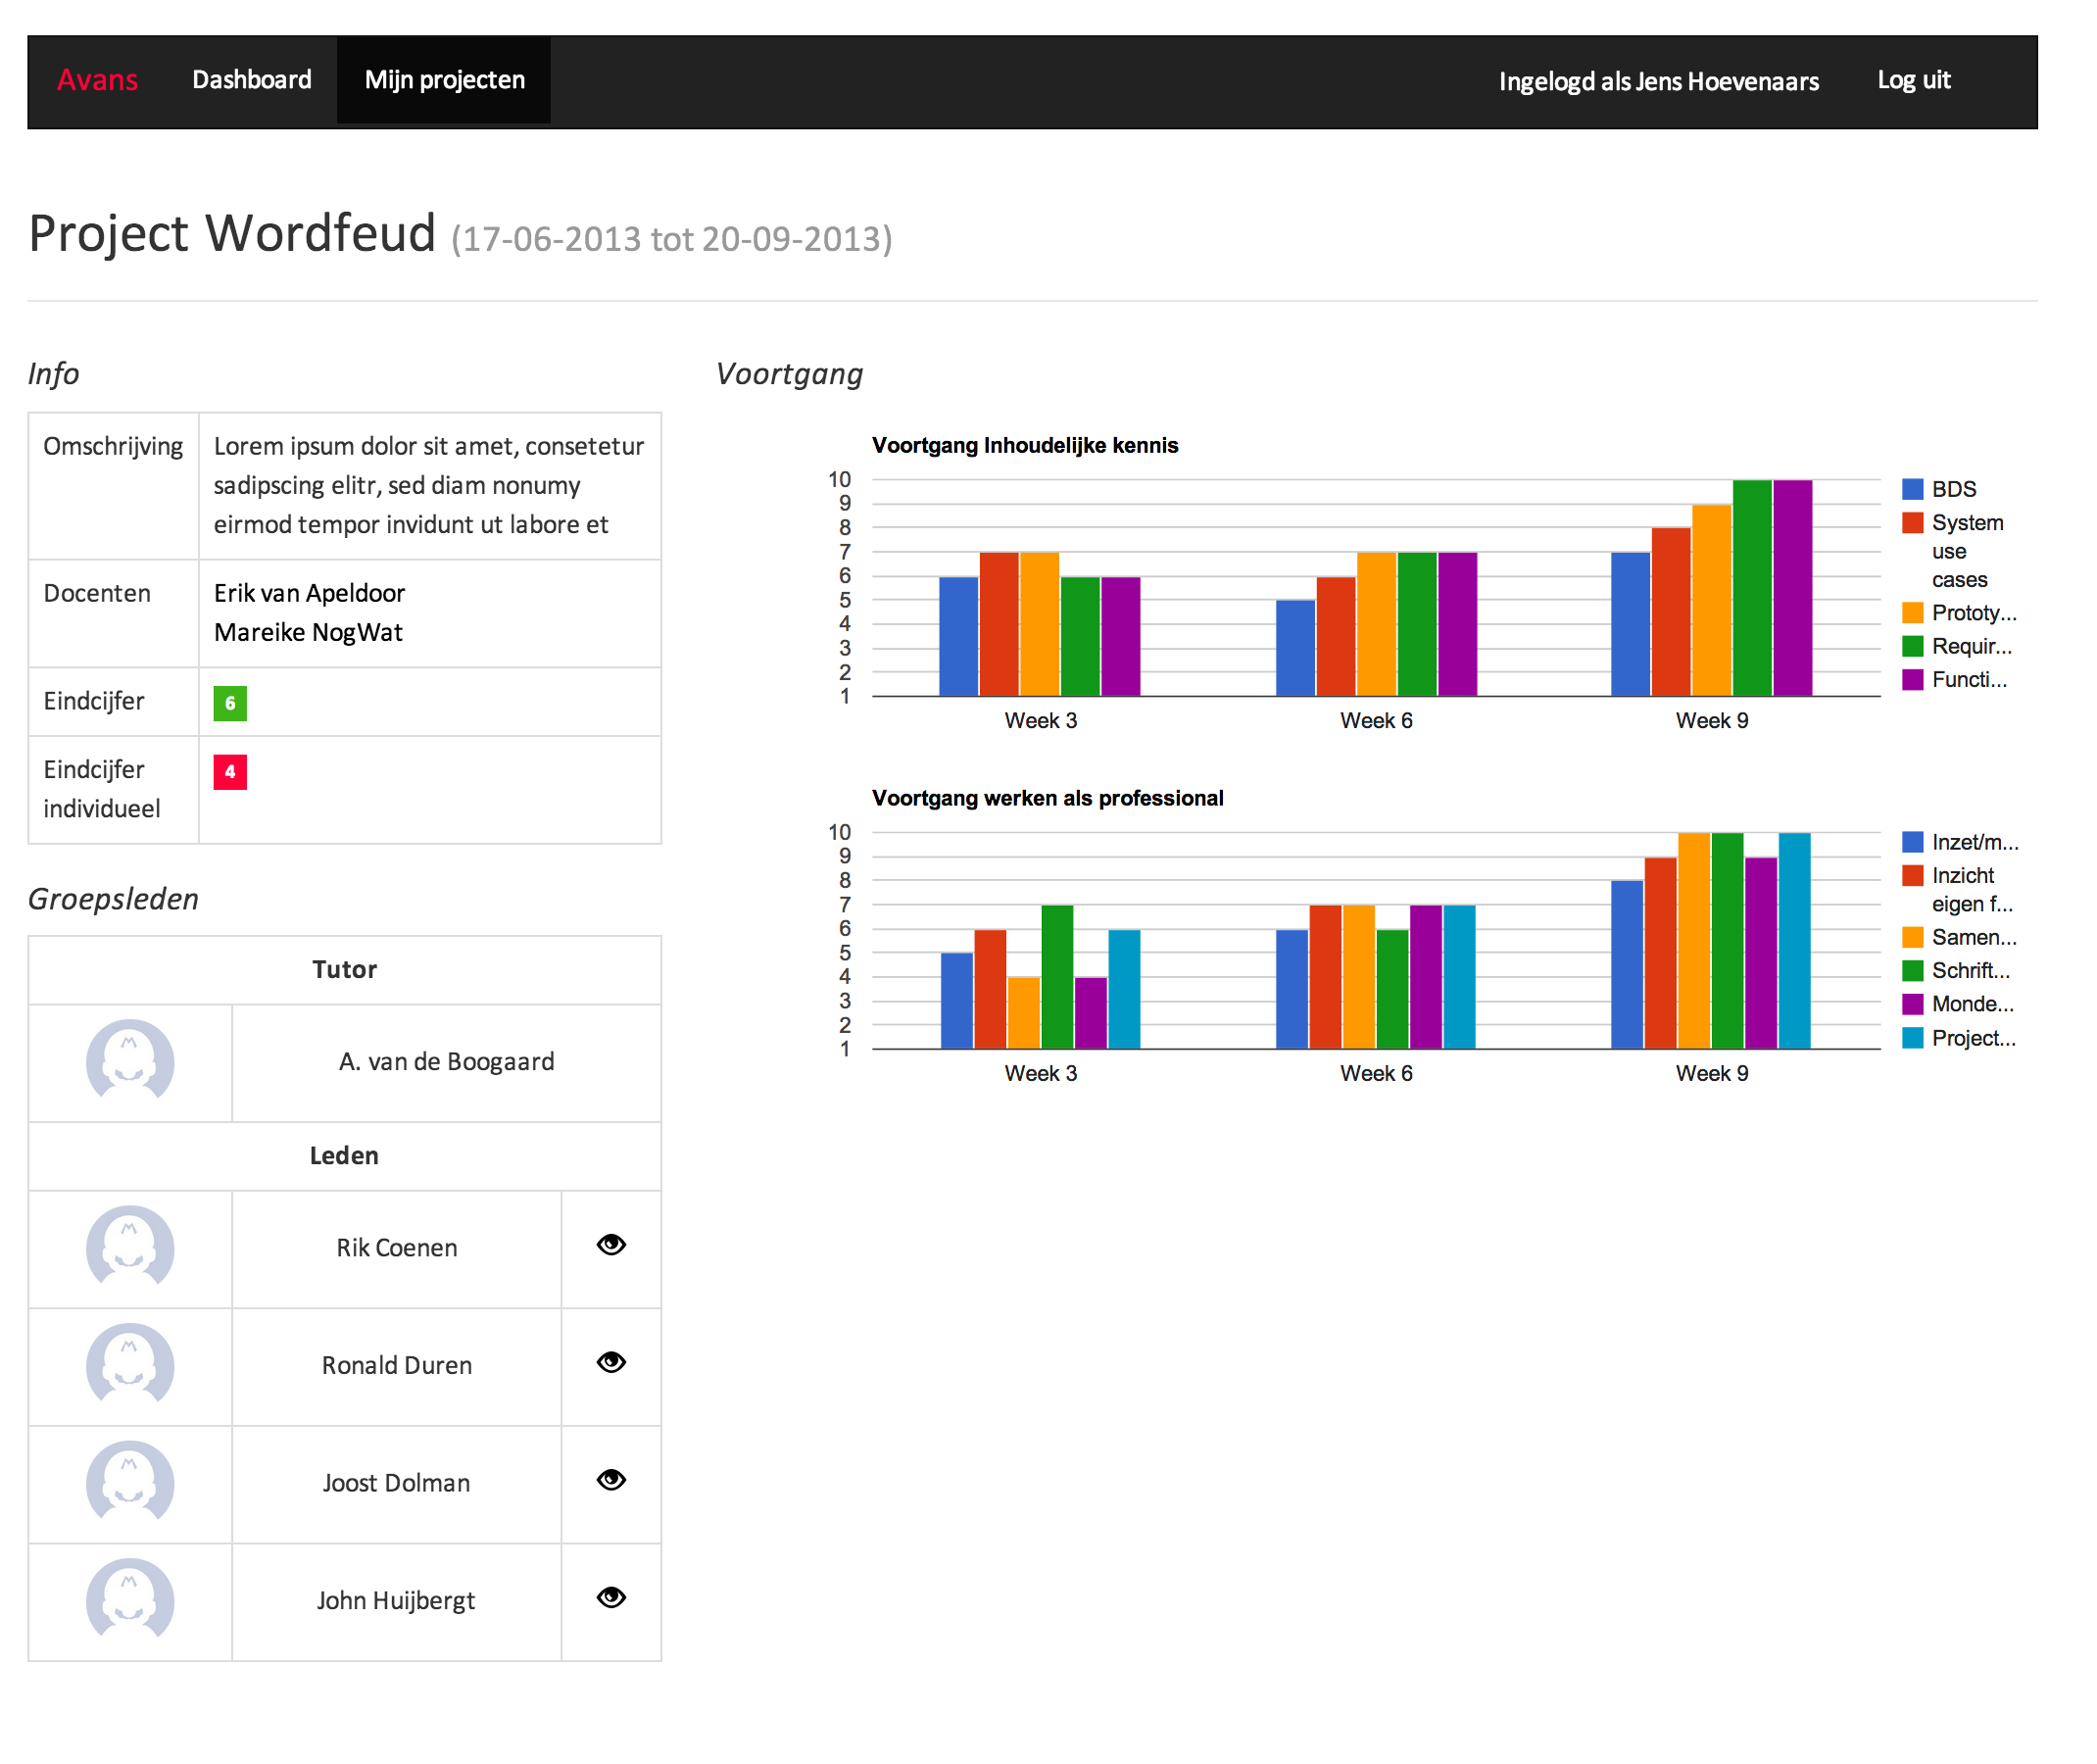 Avans Dashboard Mijn projecten Ingelogd als Jens Hoevenaars Log uit
Project Wordfeud (17-06-2013 tot 20-09-2013)
Info
Omschrijving Lorem ipsum dolor sit amet, consetetur
sadipscing elitr, sed diam nonumy
eirmod tempor invidunt ut labore et
Docenten Erik van Apeldoor
Mareike NogWat
Eindcijfer 6
Eindcijfer 4
individueel
Groepsleden
Tutor
A. van de Boogaard
Leden
Rik Coenen
Ronald Duren
Joost Dolman
John Huijbergt
Voortgang
Voortgang Inhoudelijke kennis
10
9
8
7
6
5
4
3
2
1
Week 3 Week 6 Week 9
BDS
System
use
cases
Prototy...
Requir...
Functi...
Voortgang werken als professional
10
9
8
7
6
5
4
3
2
1
Week 3 Week 6 Week 9
Inzet/m...
Inzicht
eigen f...
Samen...
Schrift...
Monde...
Project...